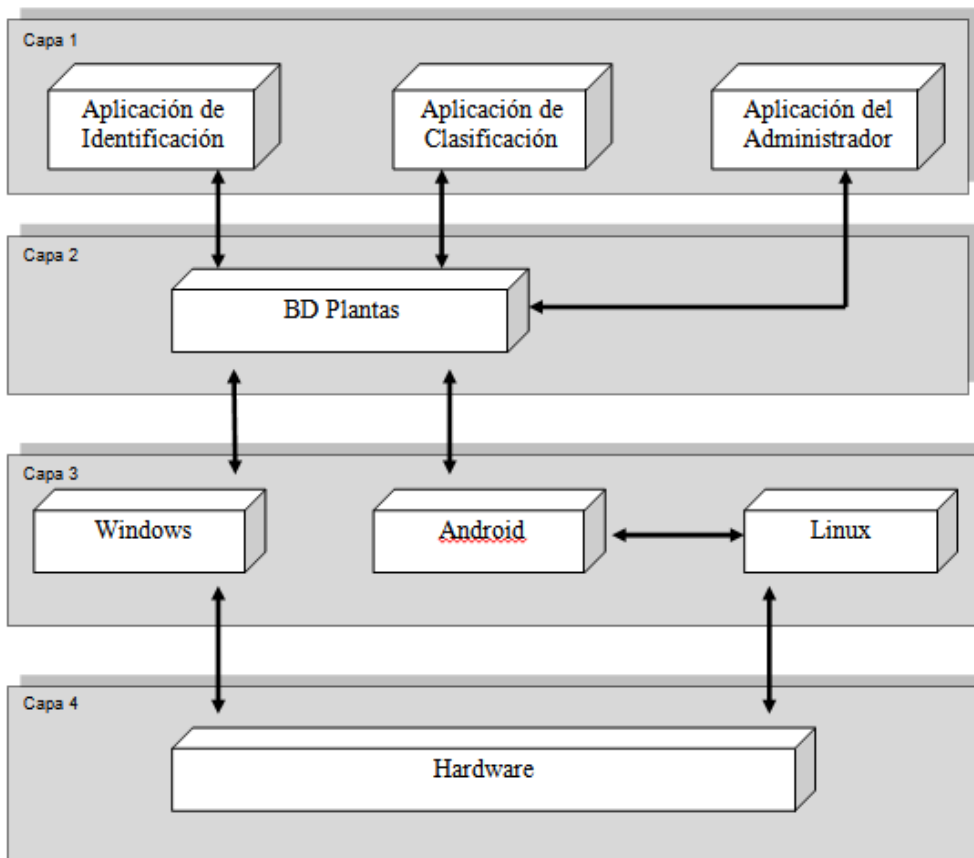 Capa 1
Aplicación de
Identificación
Aplicación de
Clasificación
Aplicación del
Administrador
Capa 2
BD Plantas
Capa 3
Windows
Android
Linux
Capa 4
Hardware